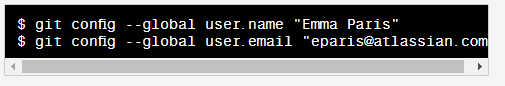 $ git config --global user.name "Emma Paris"
$ git config --global user.email "eparis@atlassian.com